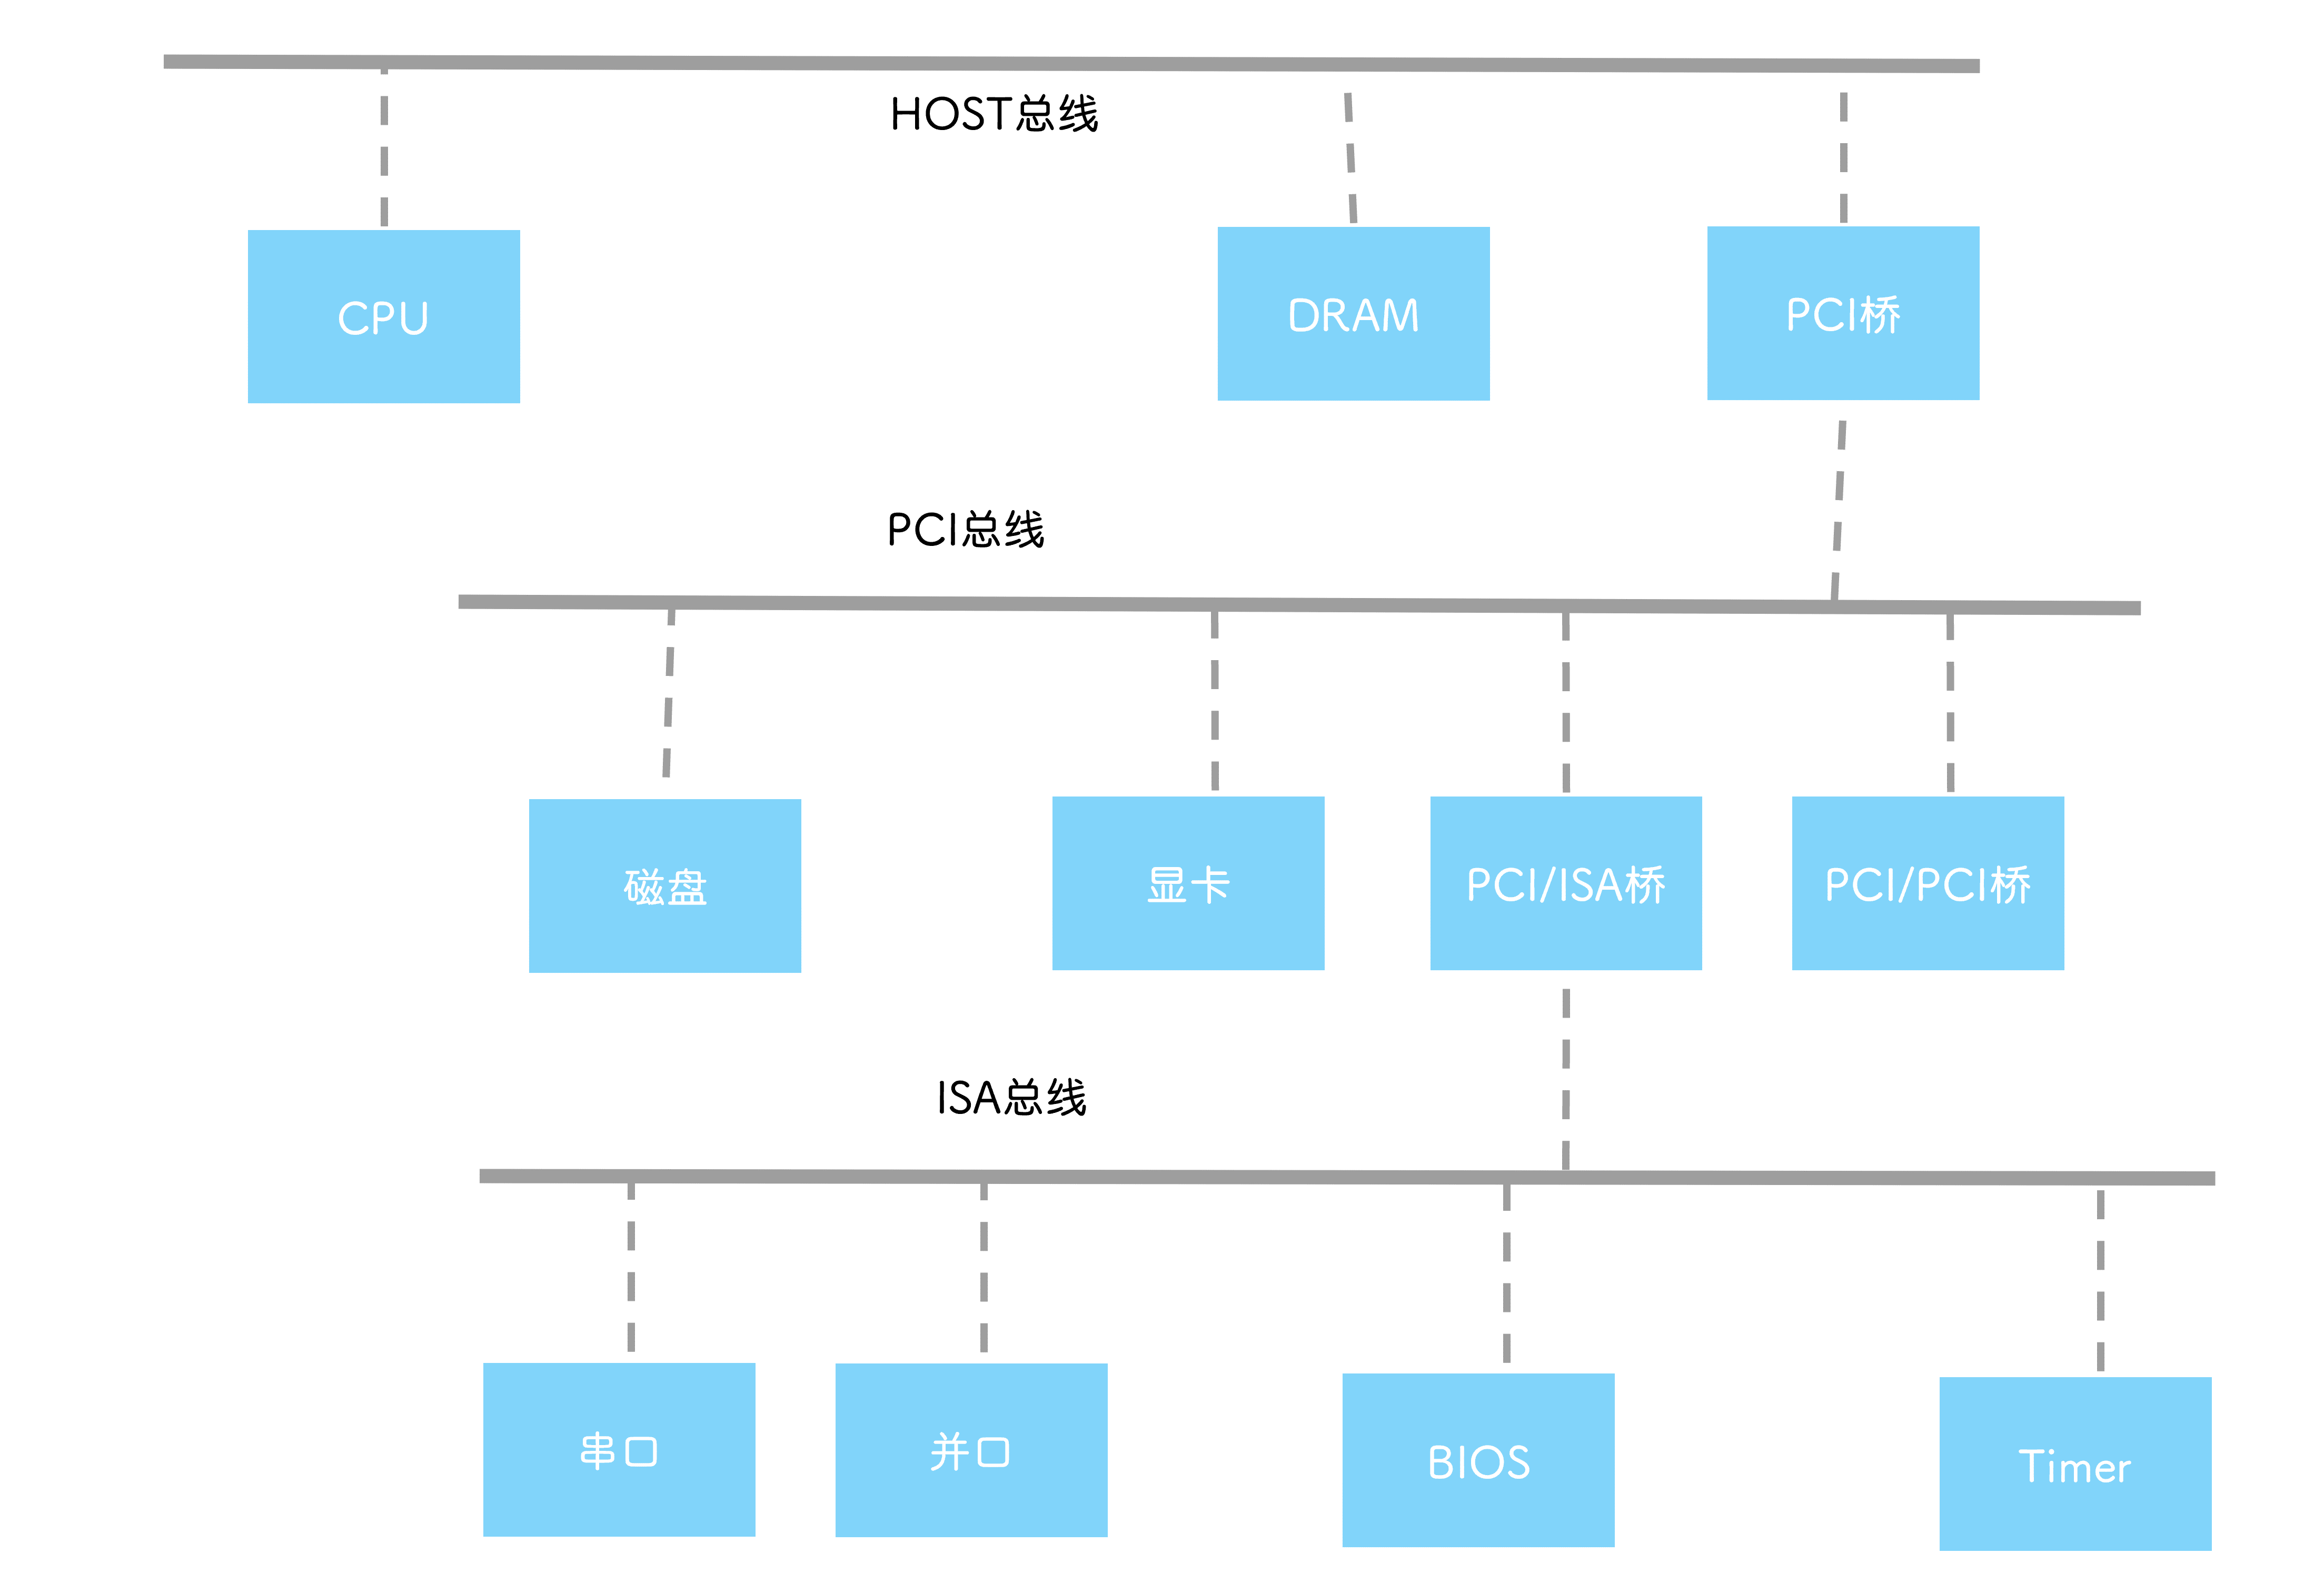 HOST总线
CPU
DRAM
PCI桥
PCI总线
磁盘
显卡
PCI/ISA桥
PCI/PCI桥
ISA总线
串口
并口
BIOS
Timer